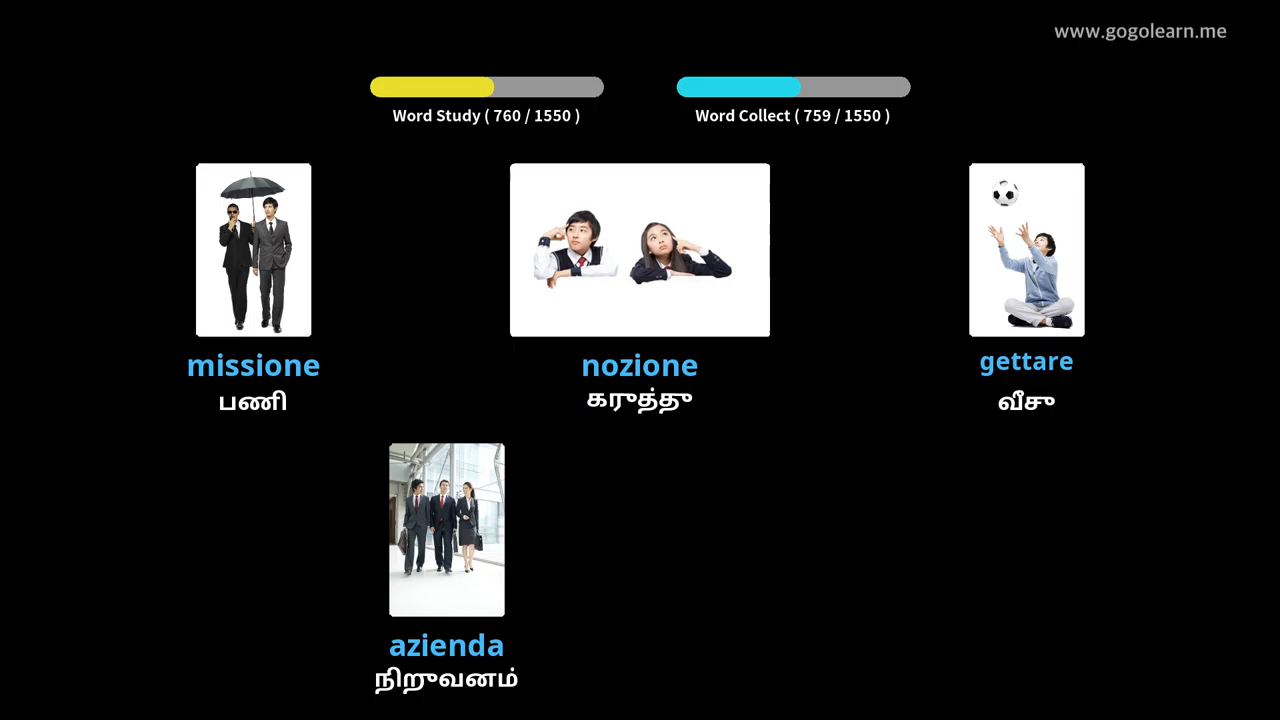 www.gogolearn.me
Word Study ( 760 / 1550 )
Word Collect ( 759 / 1550 )
missione
பணி
nozione
கருத்து
gettare
வீசு
azienda
நிறுவனம்